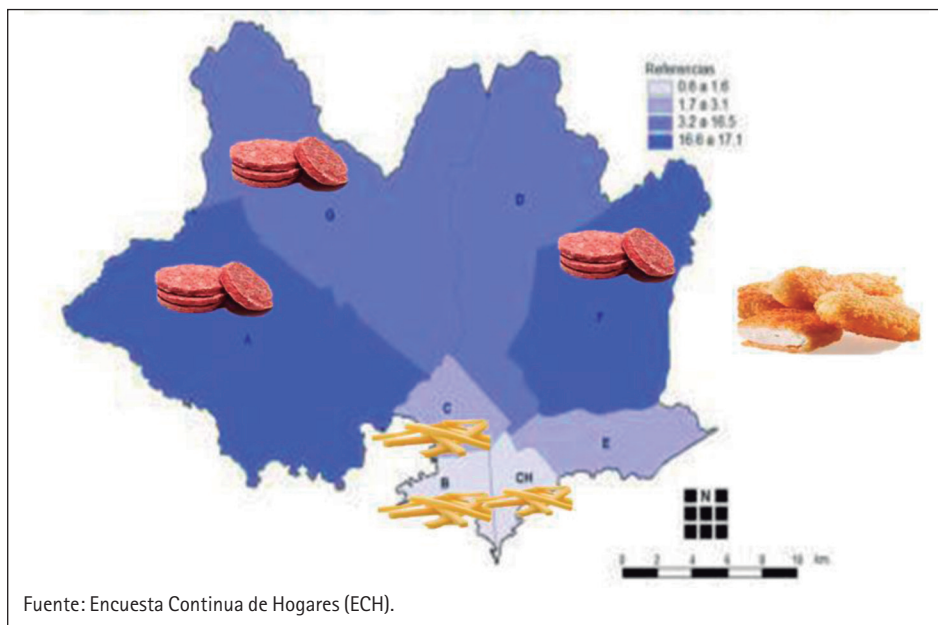 Referencias
0.6 a 1.6
1.7 a 3.1
3.2 a 16.5
16.6 a 17.1
D
G
F
A
C
E
B
CH
N
0 2 4 6 8 10 km.
Fuente: Encuesta Continua de Hogares (ECH).